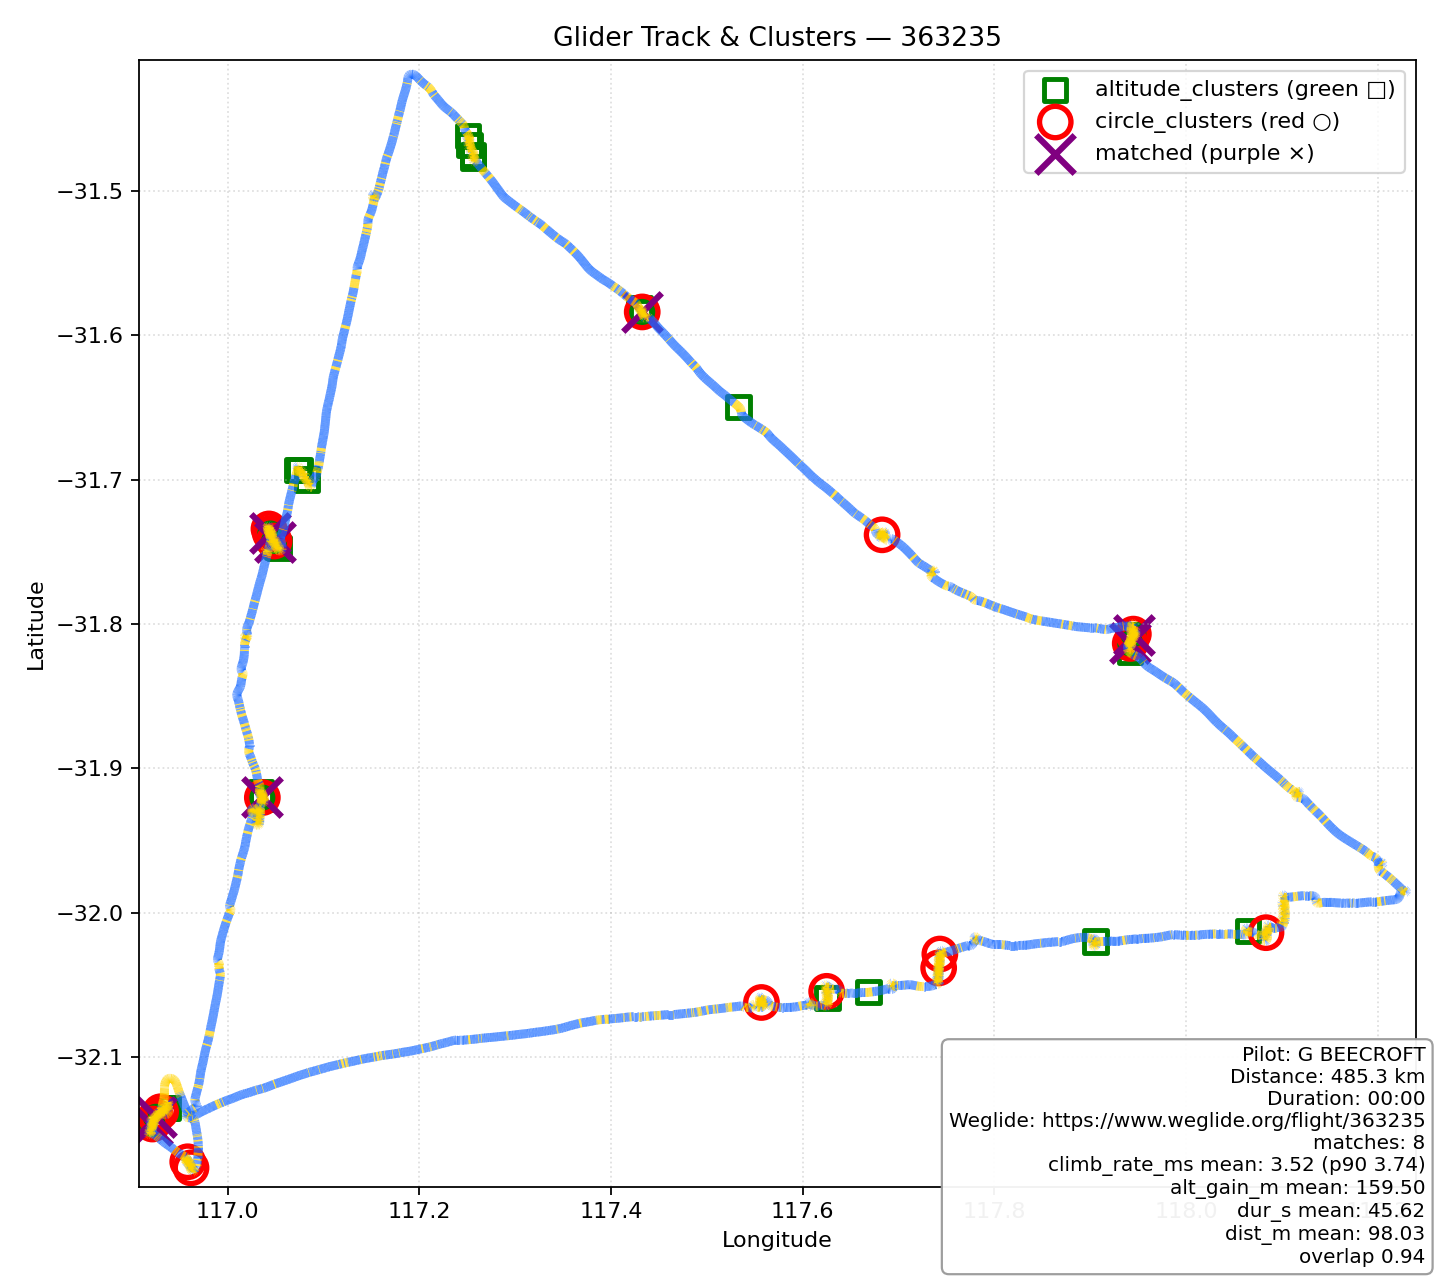 Glider Track & Clusters — 363235
altitude_clusters (green □)
circle_clusters (red ○)
matched (purple ×)
Latitude
−31.5
−31.6
−31.7
−31.8
−31.9
−32.0
−32.1
117.0
117.2
117.4
117.6
117.8
118.0
Longitude
Pilot: G BEECROFT
Distance: 485.3 km
Duration: 00:00
Weglide: https://www.weglide.org/flight/363235
matches: 8
climb_rate_ms mean: 3.52 (p90 3.74)
alt_gain_m mean: 159.50
dur_s mean: 45.62
dist_m mean: 98.03
overlap 0.94